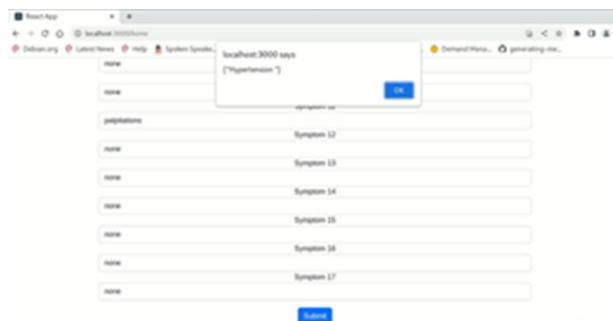 React App
localhost:3000/home
Debian.org Latest News Help Spoken Speake... Demand Mana... generating-me...
localhost:3000 says
["Hypertension "]
OK
none
none
palpitations
Symptom 12
none
Symptom 13
none
Symptom 14
none
Symptom 15
none
Symptom 16
none
Symptom 17
none
Submit